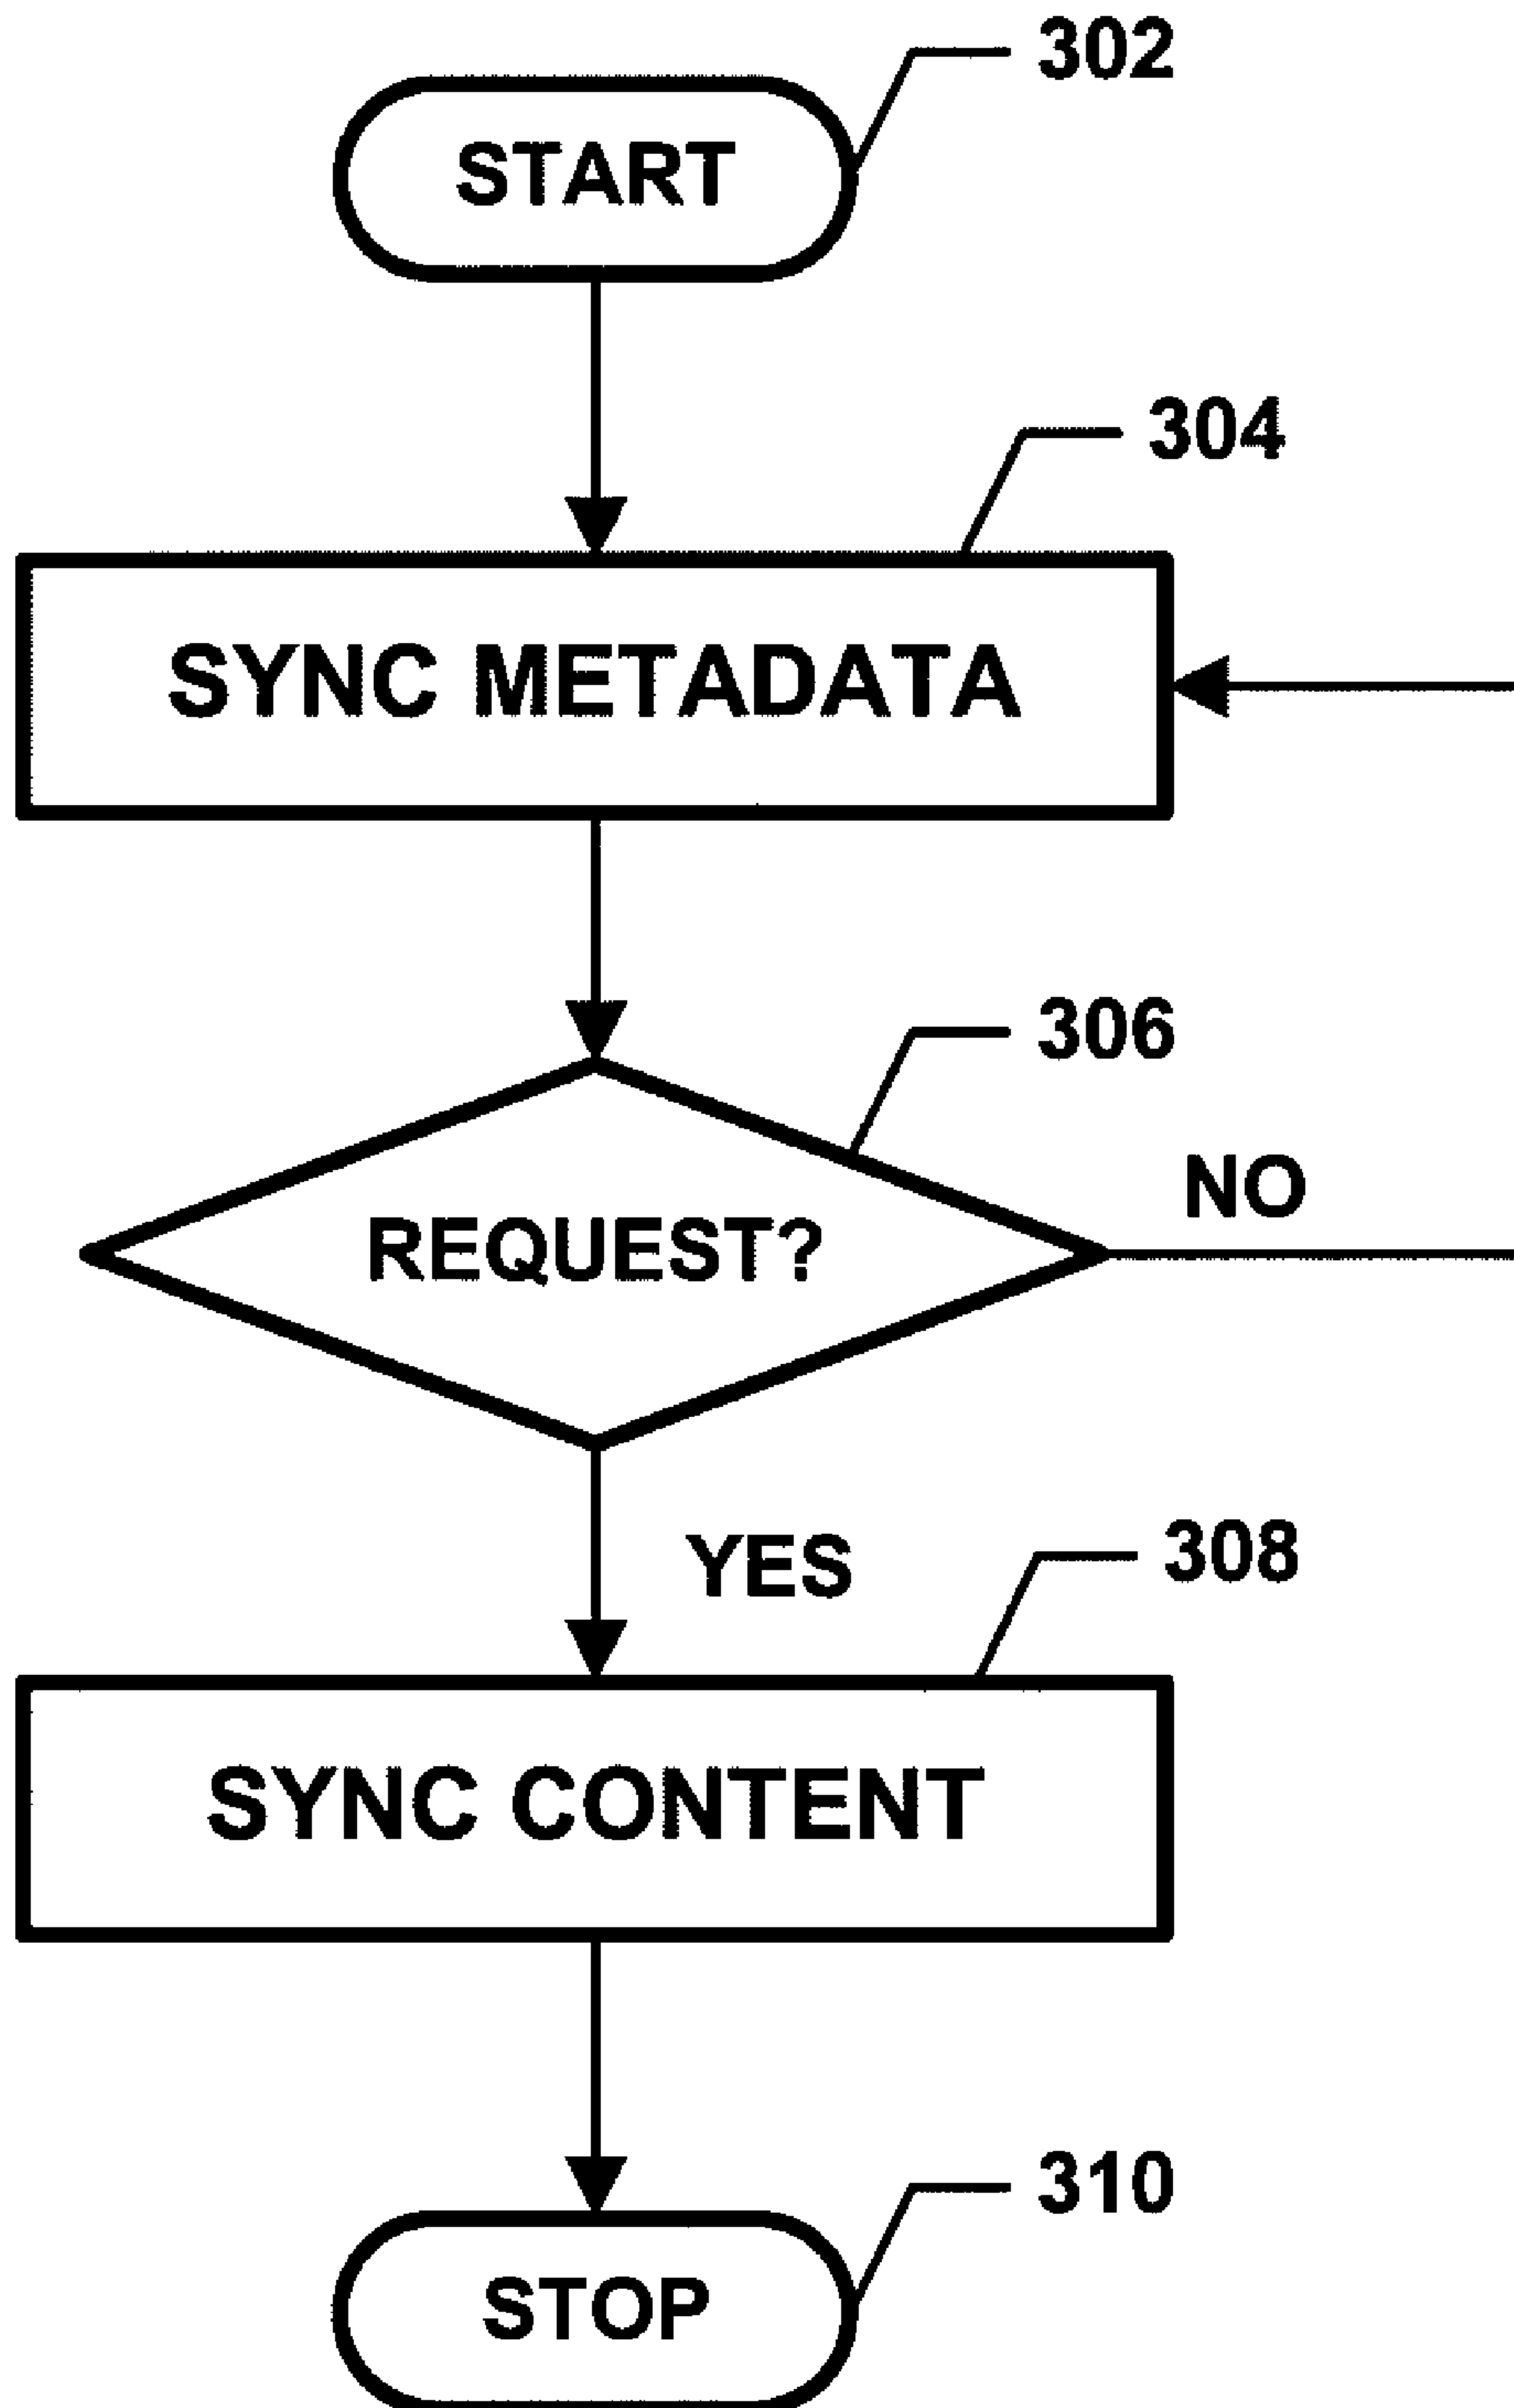 302
START
304
SYNC METADATA
306
NO
REQUEST?
YES
308
SYNC CONTENT
310
STOP